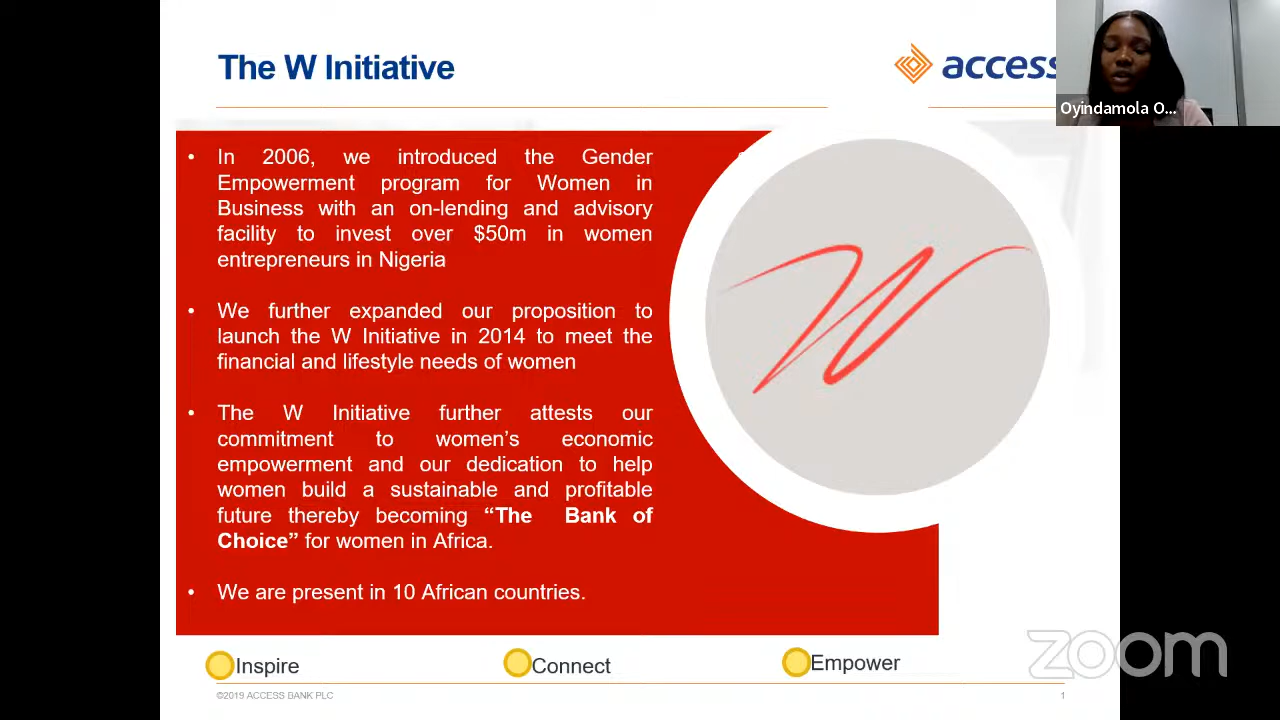 The W Initiative
access
Oyindamola O...
• In 2006, we introduced the Gender
Empowerment program for Women in
Business with an on-lending and advisory
facility to invest over $50m in women
entrepreneurs in Nigeria
• We further expanded our proposition to
launch the W Initiative in 2014 to meet the
financial and lifestyle needs of women
• The W Initiative further attests our
commitment to women’s economic
empowerment and our dedication to help
women build a sustainable and profitable
future thereby becoming “The Bank of
Choice” for women in Africa.
• We are present in 10 African countries.
W
Inspire
Connect
Empower
zoom
©2019 ACCESS BANK PLC
1